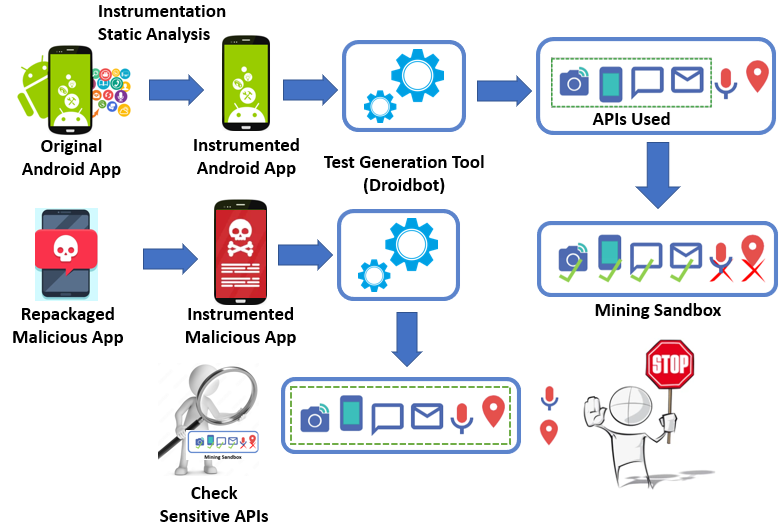 Instrumentation
Static Analysis
Original
Android App
Instrumented
Android App
Test Generation Tool
(Droidbot)
APIs Used
Repackaged
Malicious App
Instrumented
Malicious App
Mining Sandbox
STOP
Mining Sandbox
Check
Sensitive APIs